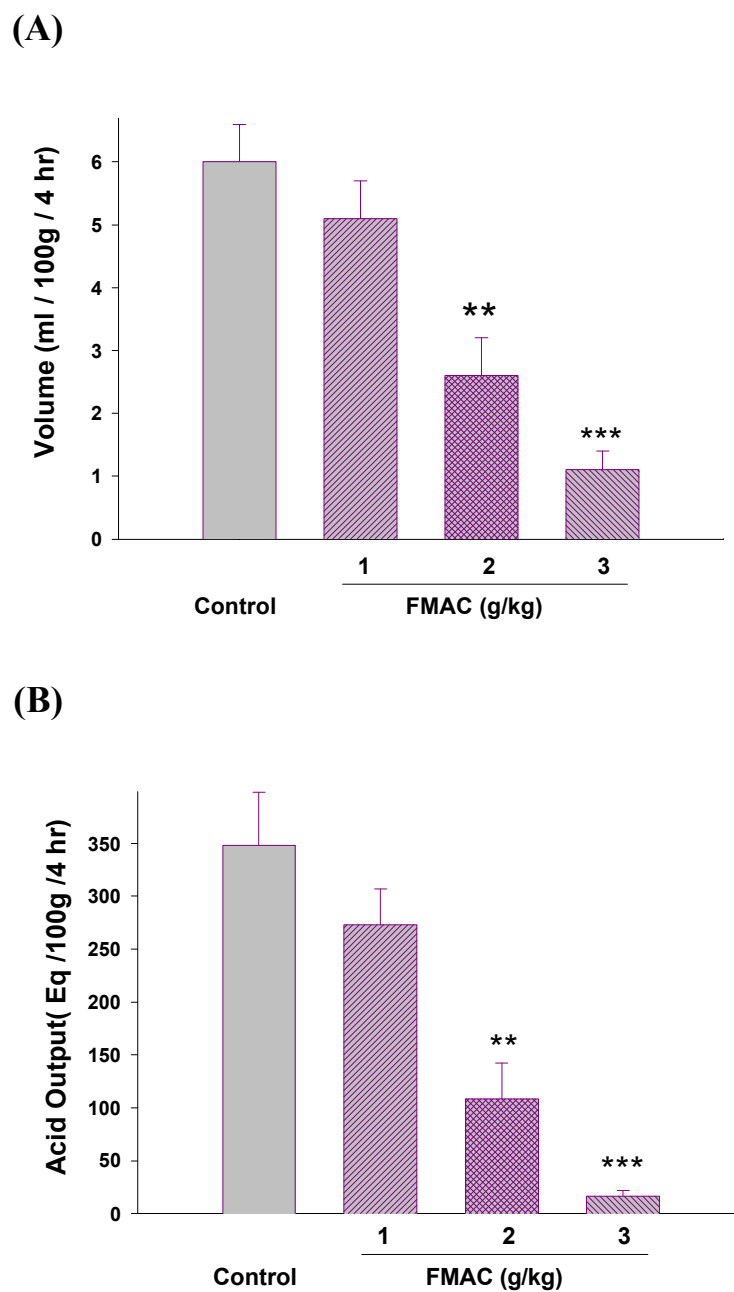 (A)
Volume (ml / 100g / 4 hr)
6
5
4
3
2
1
0
**
***
1 2 3
Control FMAC (g/kg)
(B)
Acid Output( Eq /100g /4 hr)
350
300
250
200
150
100
50
0
**
***
1 2 3
Control FMAC (g/kg)